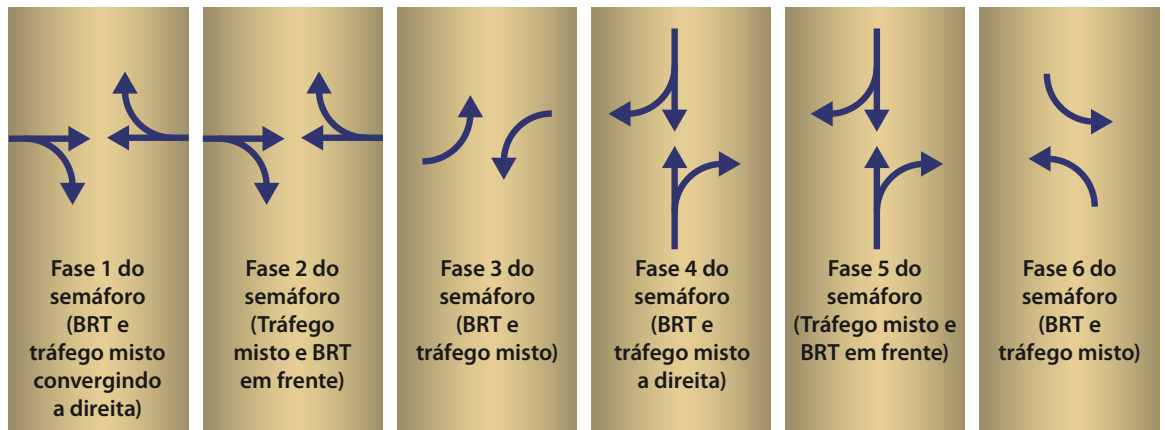 Fase 1 do
semáforo
(BRT e
tráfego misto
convergindo
a direita)
Fase 2 do
semáforo
(Tráfego
misto e BRT
em frente)
Fase 3 do
semáforo
(BRT e
tráfego misto)
Fase 4 do
semáforo
(BRT e
tráfego misto
a direita)
Fase 5 do
semáforo
(Tráfego misto e
BRT em frente)
Fase 6 do
semáforo
(BRT e
tráfego misto)